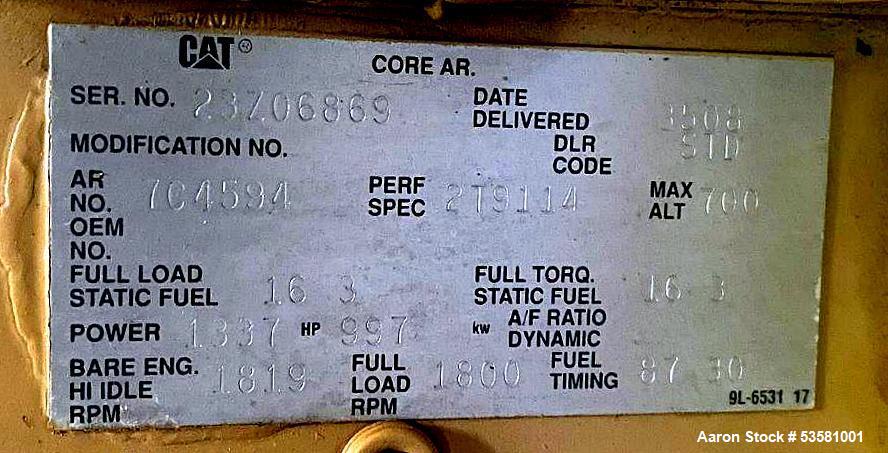 CAT®
CORE AR.
SER. NO. 23Z06869
DATE DELIVERED 3508
MODIFICATION NO.
DLR CODE STD
AR NO. 7C4594
PERF SPEC 2T9114
MAX ALT 700
OEM NO.
FULL LOAD STATIC FUEL 16 3
FULL TORQ. STATIC FUEL 16 3
POWER 1337 HP 997 kw
A/F RATIO DYNAMIC
BARE ENG. HI IDLE RPM 1819
FULL LOAD RPM 1800
FUEL TIMING 87 30
9L-6531 17
Aaron Stock # 53581001